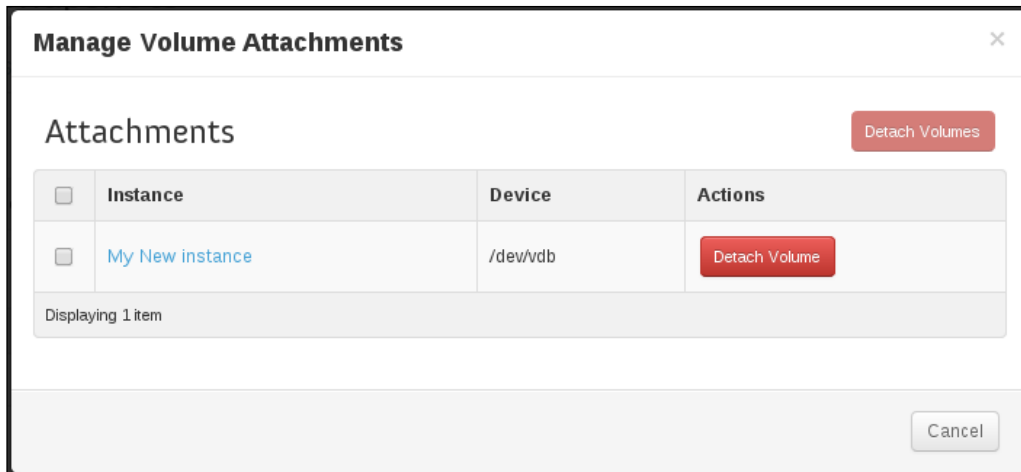 Manage Volume Attachments
×
Attachments
Detach Volumes
Instance Device Actions
My New instance /dev/vdb Detach Volume
Displaying 1 item
Cancel